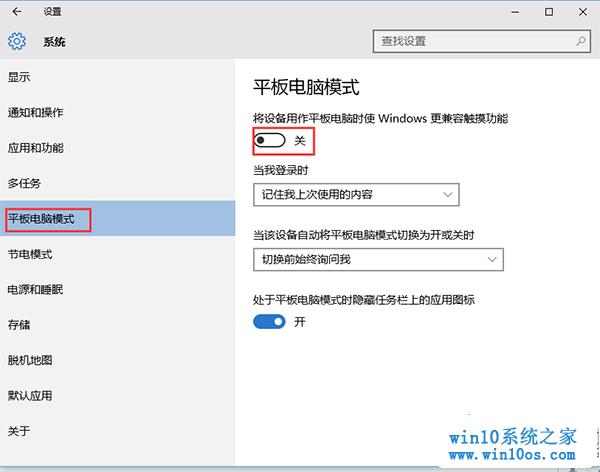 设置
系统
查找设置
显示
通知和操作
应用和功能
多任务
平板电脑模式
节电模式
电源和睡眠
存储
脱机地图
默认应用
关于
平板电脑模式
将设备用作平板电脑时使 Windows 更兼容触摸功能
关
当我登录时
记住我上次使用的内容
当该设备自动将平板电脑模式切换为开或关时
切换前始终询问我
处于平板电脑模式时隐藏任务栏上的应用图标
开
win10系统之家
www.win10os.com